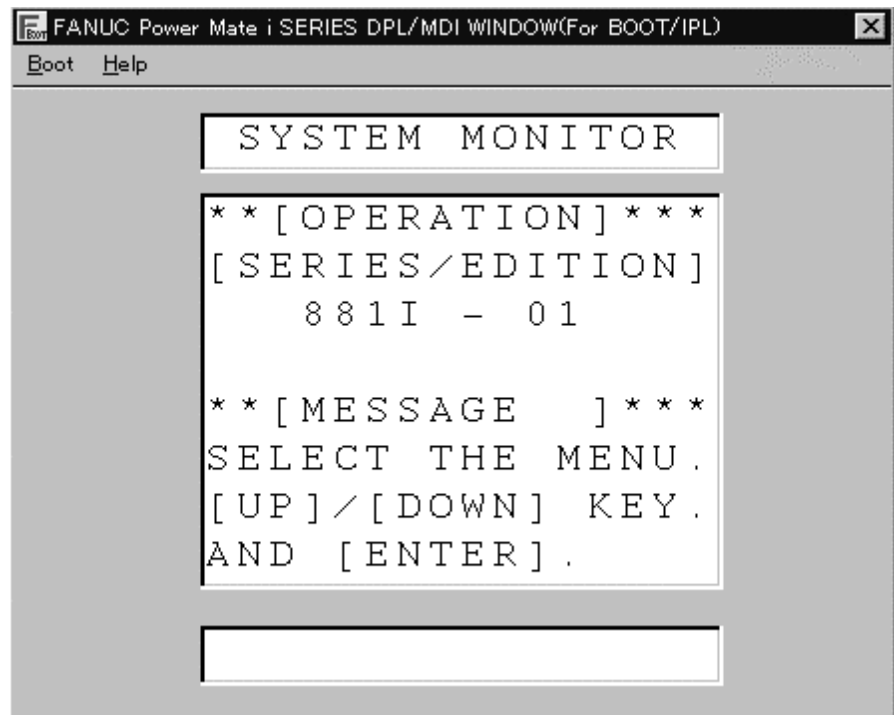 FANUC Power Mate i SERIES DPL/MDI WINDOW(For BOOT/IPL)
Boot Help
SYSTEM MONITOR
**[OPERATION]***
[SERIES/EDITION]
881I - 01
**[MESSAGE ]***
SELECT THE MENU.
[UP]/[DOWN] KEY.
AND [ENTER].